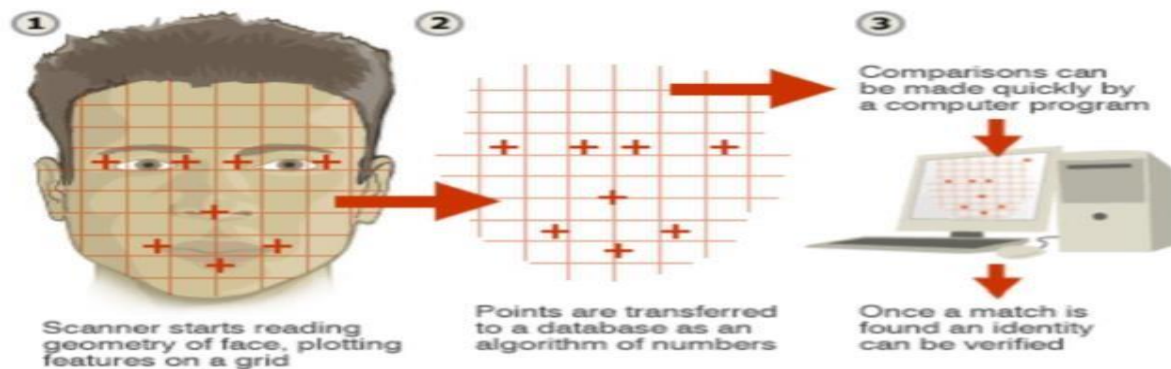 1
Scanner starts reading
geometry of face, plotting
features on a grid
2
Points are transferred
to a database as an
algorithm of numbers
3
Comparisons can
be made quickly by
a computer program
Once a match is
found an identity
can be verified